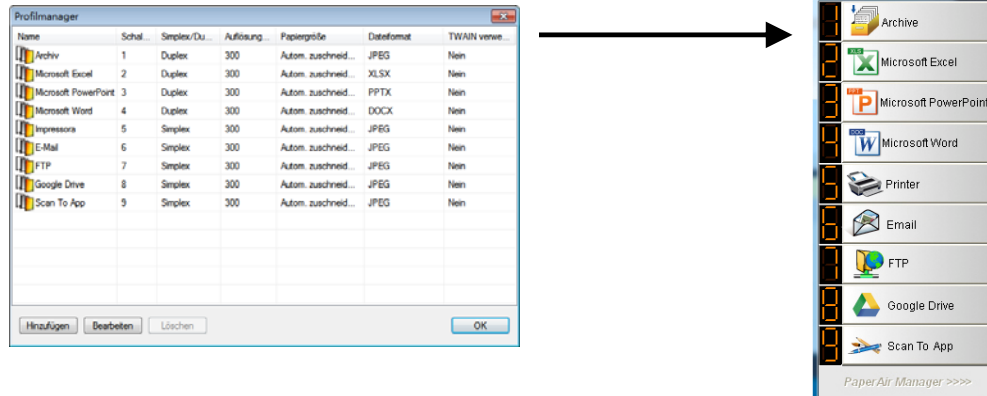 Profilmanager
Name Schal... Simplex/Du... Auflösung... Papiergröße Dateiformat TWAIN verwe...
Archiv 1 Duplex 300 Autom. zuschneid... JPEG Nein
Microsoft Excel 2 Duplex 300 Autom. zuschneid... XLSX Nein
Microsoft PowerPoint 3 Duplex 300 Autom. zuschneid... PPTX Nein
Microsoft Word 4 Duplex 300 Autom. zuschneid... DOCX Nein
Impressora 5 Simplex 300 Autom. zuschneid... JPEG Nein
E-Mail 6 Simplex 300 Autom. zuschneid... JPEG Nein
FTP 7 Simplex 300 Autom. zuschneid... JPEG Nein
Google Drive 8 Simplex 300 Autom. zuschneid... JPEG Nein
Scan To App 9 Simplex 300 Autom. zuschneid... JPEG Nein
Hinzufügen Bearbeiten Löschen OK
1 Archive
2 XLS Microsoft Excel
3 PPT P Microsoft PowerPoint
4 DOC W Microsoft Word
5 Printer
6 Email
7 FTP
8 Google Drive
9 Scan To App
PaperAir Manager >>>>